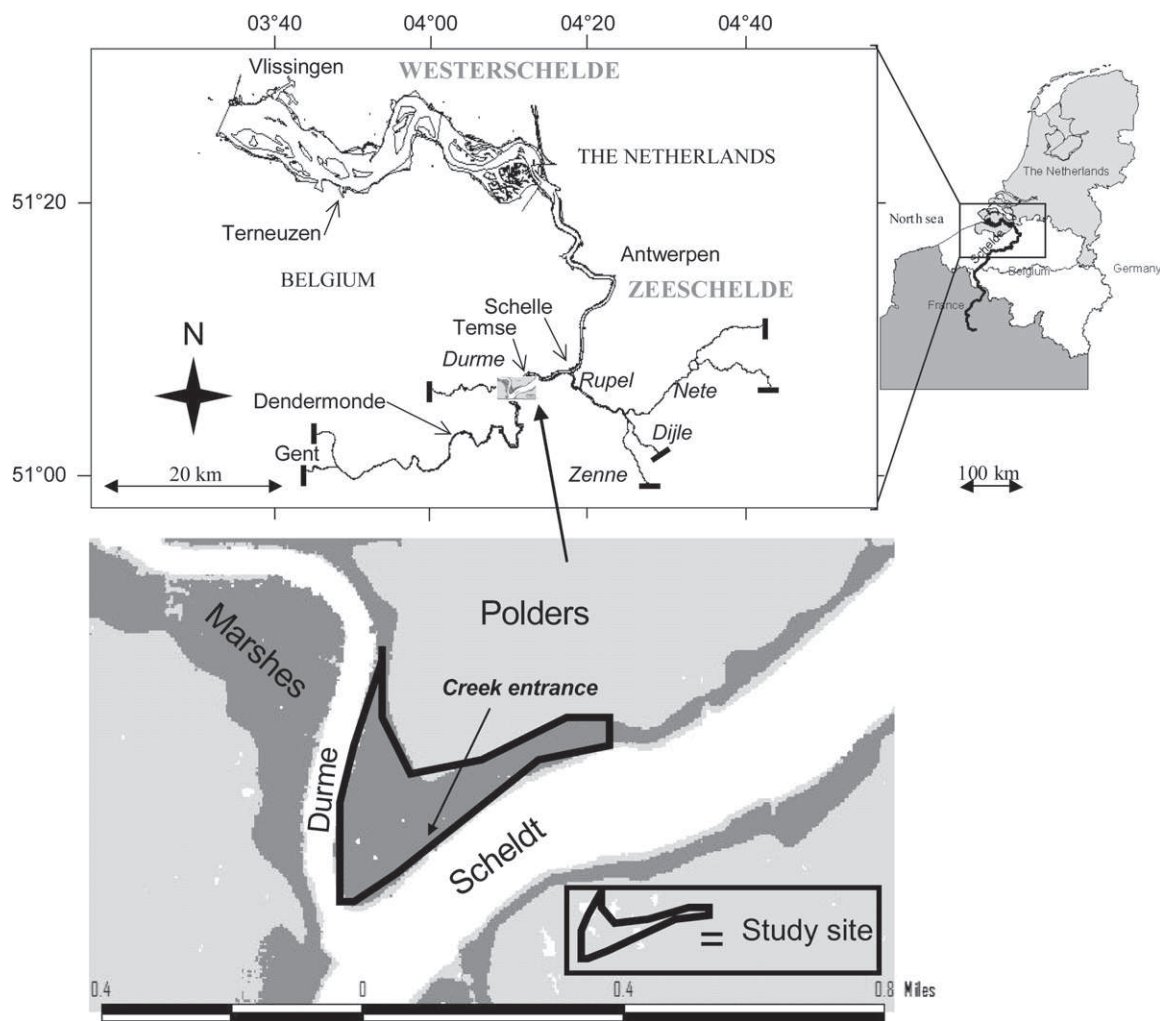 03°40 04°00 04°20 04°40
Vlissingen
WESTERSCHELDE
THE NETHERLANDS
51°20
Terneuzen
Antwerpen
BELGIUM
ZEESCHELDE
Schelle
N
Temse
Durme
Rupel
Nete
Dendermonde
Dijle
Gent
Zenne
51°00
20 km
The Netherlands
North sea
Schelde
Belgium
Germany
France
100 km
Polders
Marshes
Creek entrance
Durme
Scheldt
= Study site
0.4 0 0.4 0.8 Miles